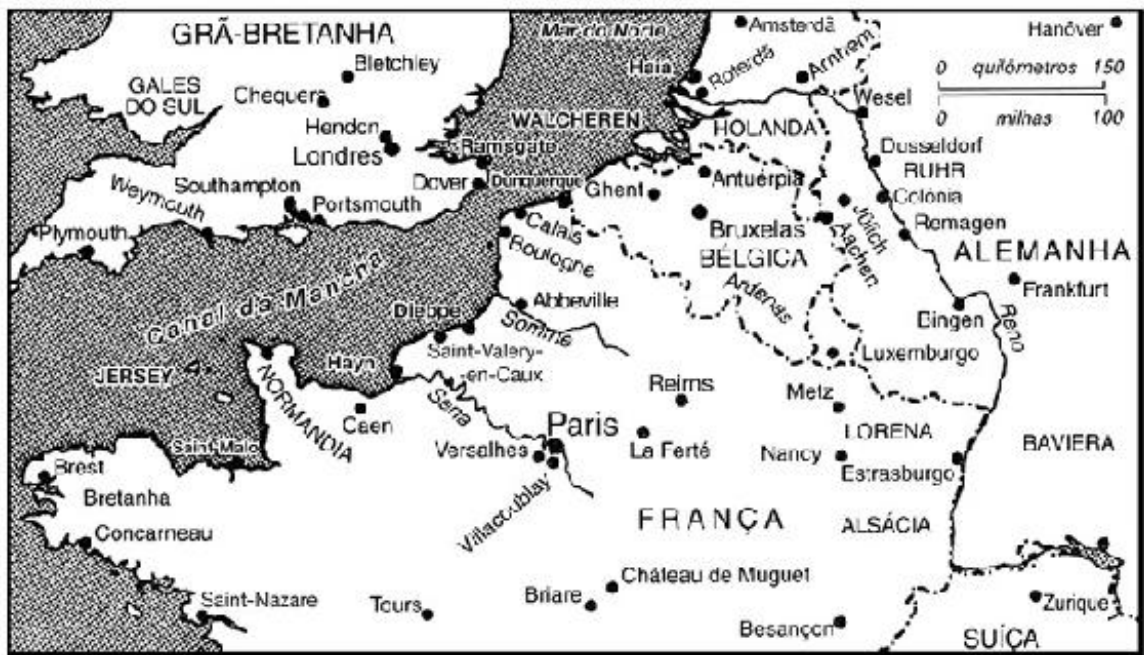 GRÃ-BRETANHA
Mar do Norte
Amsterdã
Hanôver
Bletchley
Haia
Roterdã
Arnhem
0 quilômetros 150
0 milhas 100
GALES
DO SUL
Chequers
Wesel
WALCHEREN
HOLANDA
Hendon
Londres
Ramsgate
Dusseldorf
RUHR
Weymouth
Southampton
Dover
Dunquerque
Ghent
Antuérpia
Colônia
Portsmouth
Calais
Jülich
Remagen
Plymouth
Bruxelas
Aachen
Boulogne
BÉLGICA
ALEMANHA
Canal da Mancha
Abbeville
Ardenas
Frankfurt
Dieppe
Somme
Bingen
Reno
JERSEY
Hayn
Saint-Valery-
-en-Caux
Luxemburgo
NORMANDIA
Caen
Serra
Reims
Metz
Paris
LORENA
Saint-Malo
Versalhes
La Ferté
Nancy
Estrasburgo
BAVIERA
Brest
Bretanha
Villacoublay
FRANÇA
ALSÁCIA
Concarneau
Château de Muguet
Saint-Nazare
Tours
Briare
Besançon
Zurique
SUÍÇA